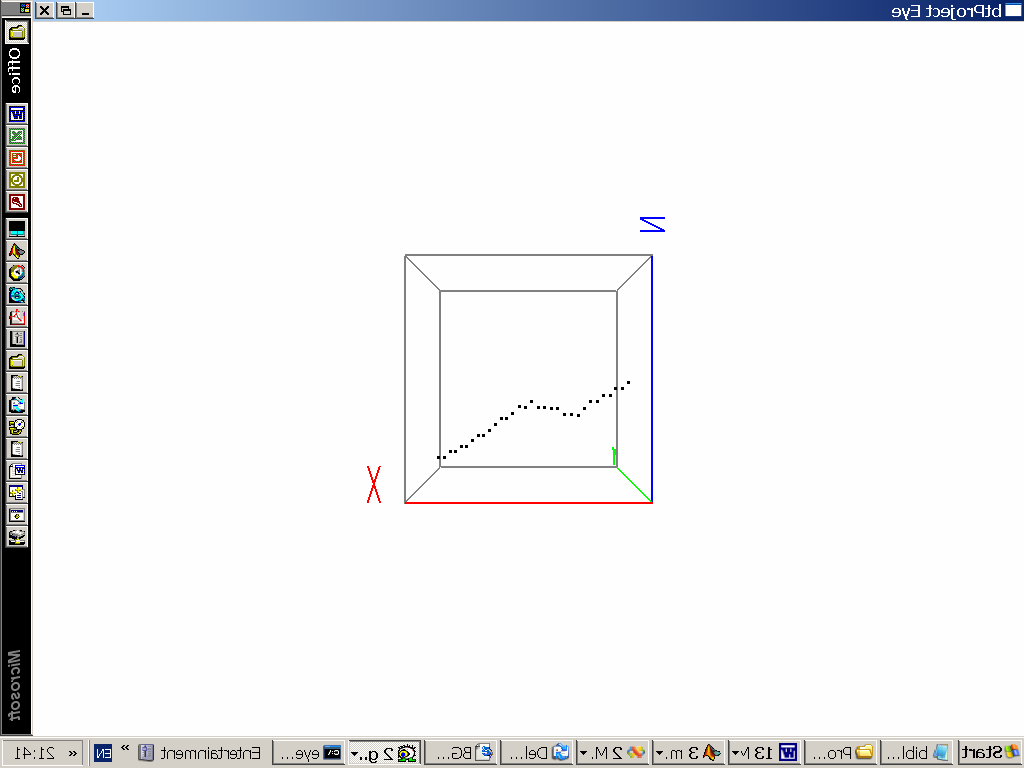 btProject Eye
Office
Z
Y
X
Microsoft
Start
bibl...
Pro...
13 M
3 m.
2 M.
Del...
BG...
2 g..
eye...
Entertainment
»
EN
«
21:41